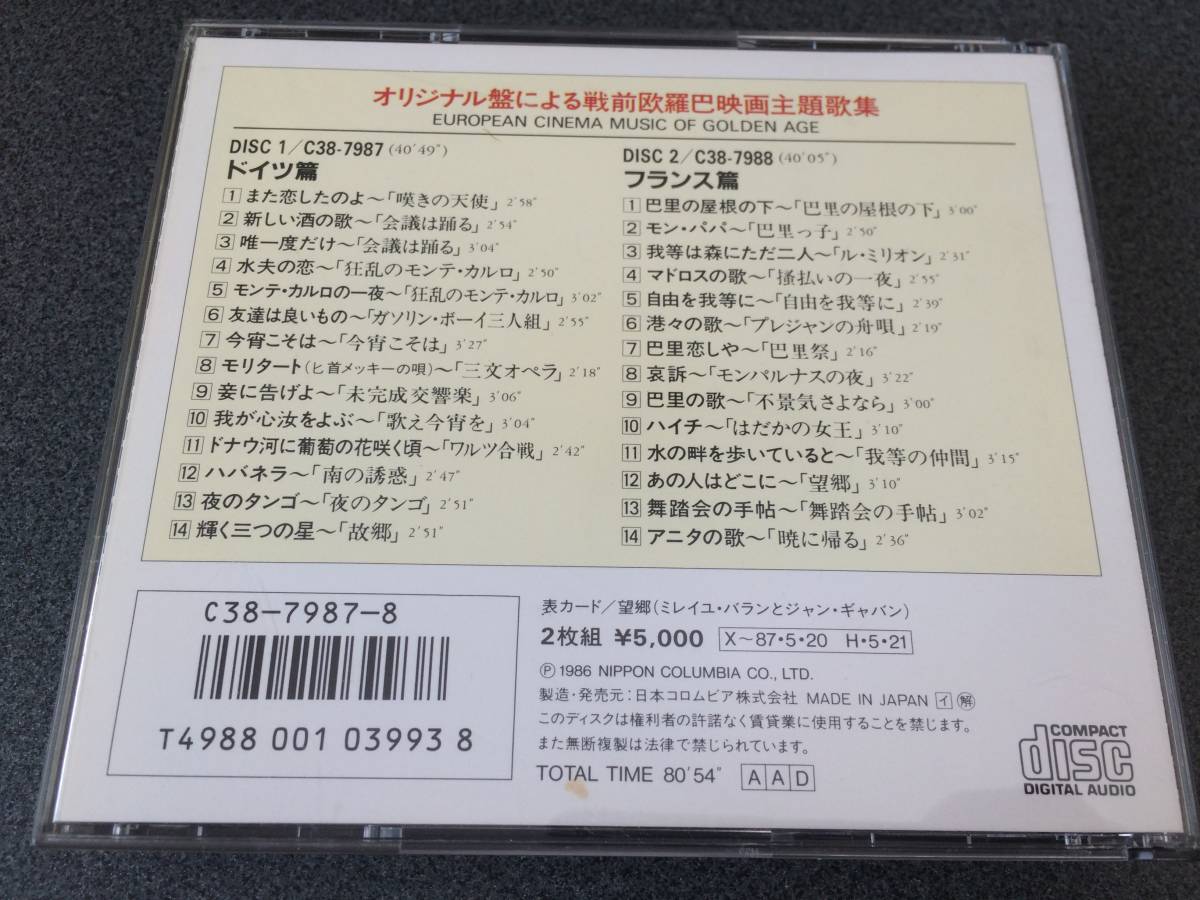 オリジナル盤による戦前欧羅巴映画主題歌集
EUROPEAN CINEMA MUSIC OF GOLDEN AGE
DISC 1/C38-7987 (40'49")
ドイツ篇
1 また恋したのよ〜「嘆きの天使」 2'58"
2 新しい酒の歌〜「会議は踊る」 2'54"
3 唯一度だけ〜「会議は踊る」 3'04"
4 水夫の恋〜「狂乱のモンテ・カルロ」 2'50"
5 モンテ・カルロの一夜〜「狂乱のモンテ・カルロ」 3'02"
6 友達は良いもの〜「ガソリン・ボーイ三人組」 2'55"
7 今宵こそは〜「今宵こそは」 3'27"
8 モリタート(匕首メッキーの唄)〜「三文オペラ」 2'18"
9 妾に告げよ〜「未完成交響楽」 3'06"
10 我が心汝をよぶ〜「歌え今宵を」 3'04"
11 ドナウ河に葡萄の花咲く頃〜「ワルツ合戦」 2'42"
12 ハバネラ〜「南の誘惑」 2'47"
13 夜のタンゴ〜「夜のタンゴ」 2'51"
14 輝く三つの星〜「故郷」 2'51"
DISC 2/C38-7988 (40'05")
フランス篇
1 巴里の屋根の下〜「巴里の屋根の下」 3'00"
2 モン・パパ〜「巴里っ子」 2'50"
3 我等は森にただ二人〜「ル・ミリオン」 2'31"
4 マドロスの歌〜「掻払いの一夜」 2'55"
5 自由を我等に〜「自由を我等に」 2'39"
6 港々の歌〜「プレジャンの舟唄」 2'19"
7 巴里恋しや〜「巴里祭」 2'16"
8 哀訴〜「モンパルナスの夜」 3'22"
9 巴里の歌〜「不景気さよなら」 3'00"
10 ハイチ〜「はだかの女王」 3'10"
11 水の畔を歩いていると〜「我等の仲間」 3'15"
12 あの人はどこに〜「望郷」 3'10"
13 舞踏会の手帖〜「舞踏会の手帖」 3'02"
14 アニタの歌〜「暁に帰る」 2'36"
C38-7987-8
T4988 001 03993 8
表カード/望郷(ミレイユ・バランとジャン・ギャバン)
2枚組 ¥5,000 X〜87・5・20 H・5・21
Ⓟ1986 NIPPON COLUMBIA CO., LTD.
製造・発売元:日本コロムビア株式会社 MADE IN JAPAN イ 解
このディスクは権利者の許諾なく賃貸業に使用することを禁じます。
また無断複製は法律で禁じられています。
TOTAL TIME 80'54" A A D
COMPACT
disc
DIGITAL AUDIO